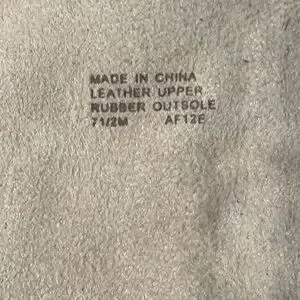 MADE IN CHINA
LEATHER UPPER
RUBBER OUTSOLE
7 1/2M AF12E